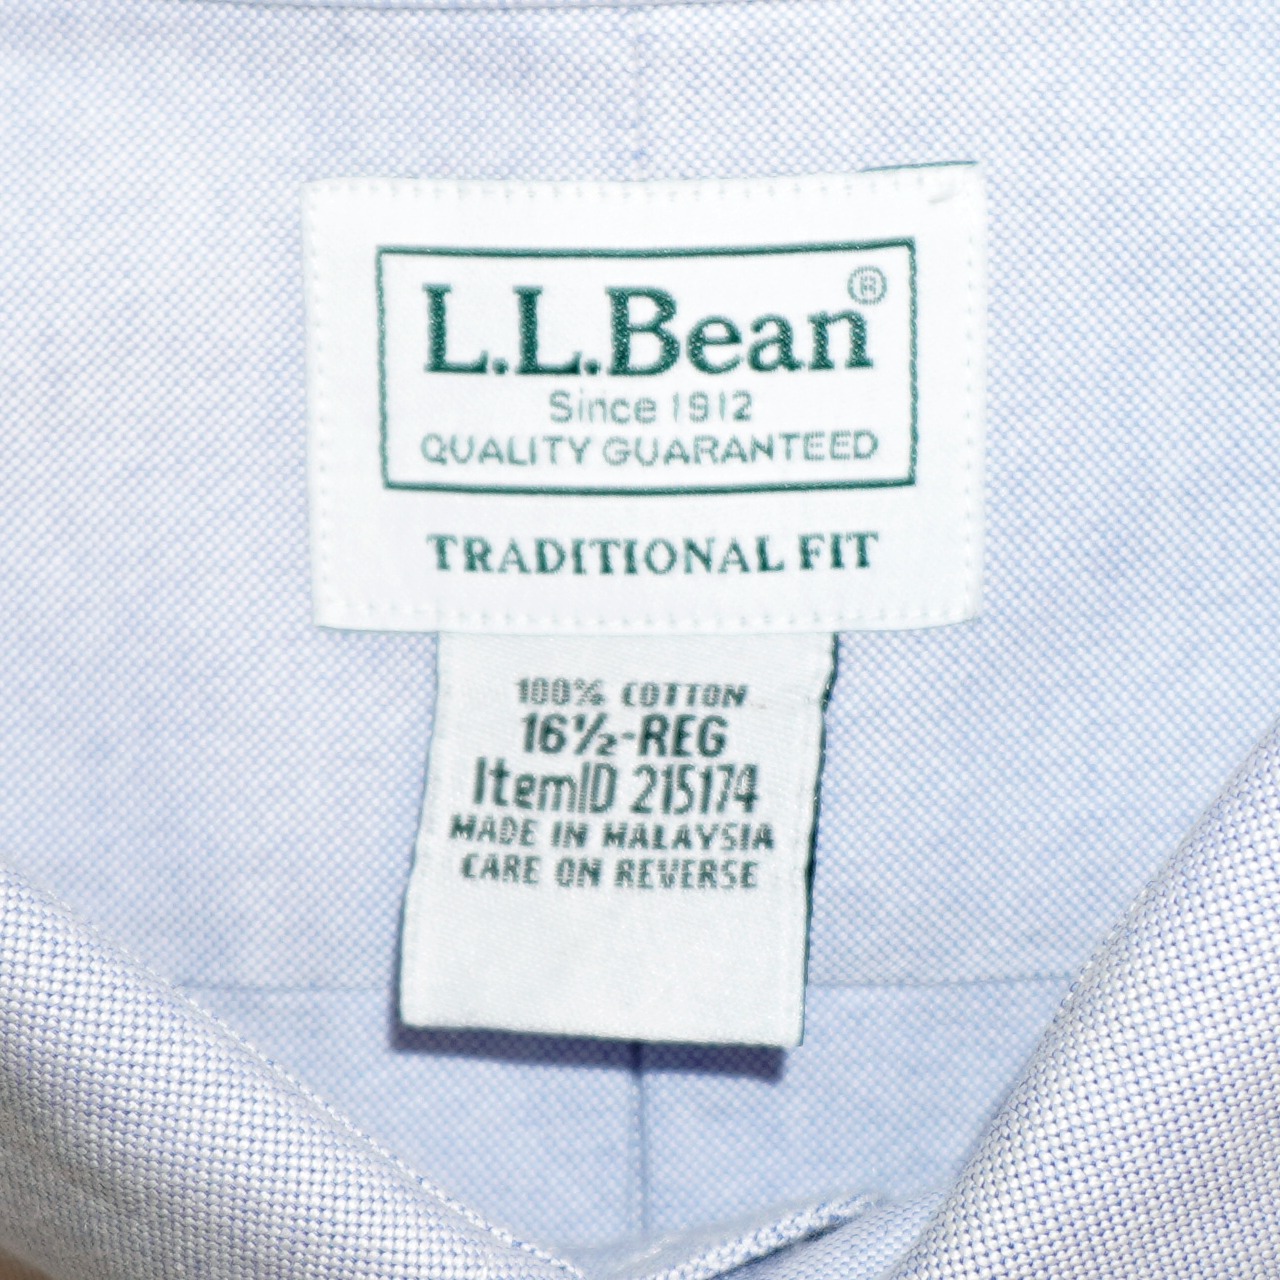 L.L.Bean®
Since 1912
QUALITY GUARANTEED
TRADITIONAL FIT
100% COTTON
16½-REG
ItemID 215174
MADE IN MALAYSIA
CARE ON REVERSE